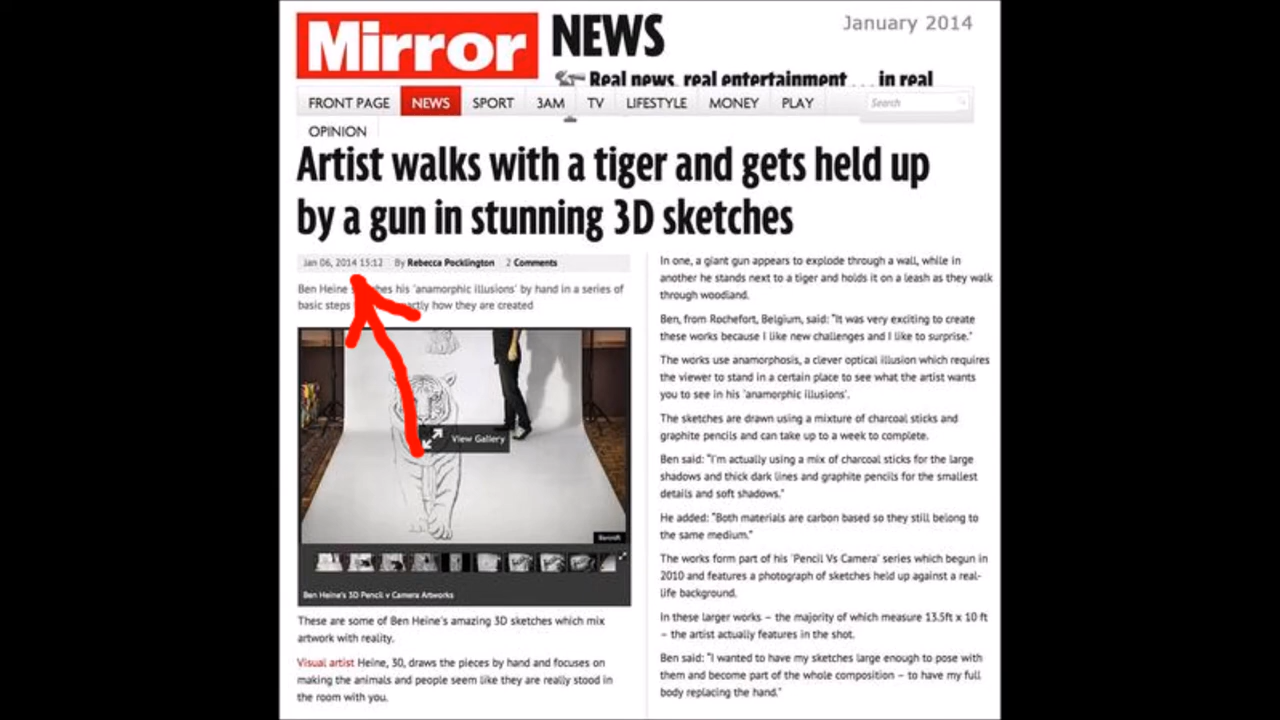 Mirror NEWS
January 2014
Real news, real entertainment . . . in real
FRONT PAGE NEWS SPORT 3AM TV LIFESTYLE MONEY PLAY
Search
OPINION
Artist walks with a tiger and gets held up
by a gun in stunning 3D sketches
Jan 06, 2014 15:12 By Rebecca Pocklington 2 Comments
Ben Heine his 'anamorphic illusions' by hand in a series of
basic steps how they are created
View Gallery
Barcroft
Ben Heine's 3D Pencil v Camera Artworks
These are some of Ben Heine's amazing 3D sketches which mix
artwork with reality.
Visual artist Heine, 30, draws the pieces by hand and focuses on
making the animals and people seem like they are really stood in
the room with you.
In one, a giant gun appears to explode through a wall, while in
another he stands next to a tiger and holds it on a leash as they walk
through woodland.
Ben, from Rochefort, Belgium, said: "It was very exciting to create
these works because I like new challenges and I like to surprise."
The works use anamorphosis, a clever optical illusion which requires
the viewer to stand in a certain place to see what the artist wants
you to see in his 'anamorphic illusions'.
The sketches are drawn using a mixture of charcoal sticks and
graphite pencils and can take up to a week to complete.
Ben said: "I'm actually using a mix of charcoal sticks for the large
shadows and thick dark lines and graphite pencils for the smallest
details and soft shadows."
He added: "Both materials are carbon based so they still belong to
the same medium."
The works form part of his 'Pencil Vs Camera' series which begun in
2010 and features a photograph of sketches held up against a real-
life background.
In these larger works – the majority of which measure 13.5ft x 10 ft
– the artist actually features in the shot.
Ben said: "I wanted to have my sketches large enough to pose with
them and become part of the whole composition – to have my full
body replacing the hand."